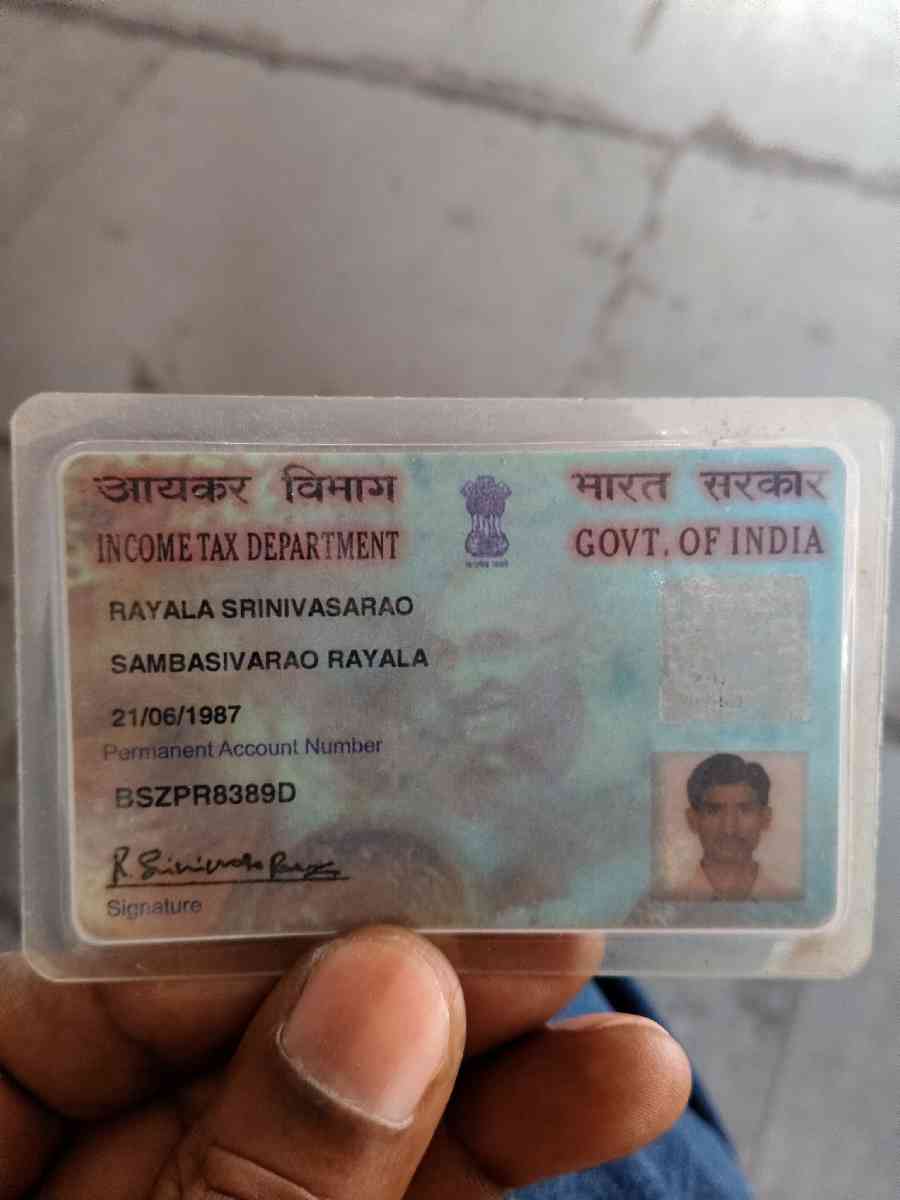 आयकर विभाग
INCOME TAX DEPARTMENT
भारत सरकार
GOVT. OF INDIA
RAYALA SRINIVASARAO
SAMBASIVARAO RAYALA
21/06/1987
Permanent Account Number
BSZPR8389D
Signature